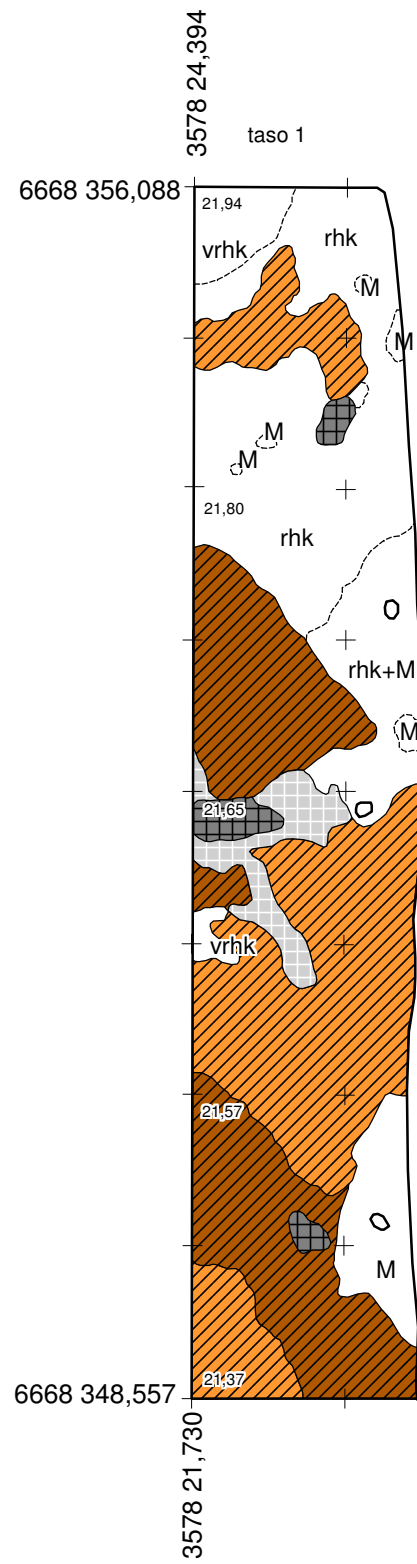 3578 24,394
taso 1
6668 356,088
21,94
rhk
vrhk
M
M
M
M
21,80
rhk
rhk+M
M
21,65
vrhk
21,57
M
21,37
6668 348,557
3578 21,730